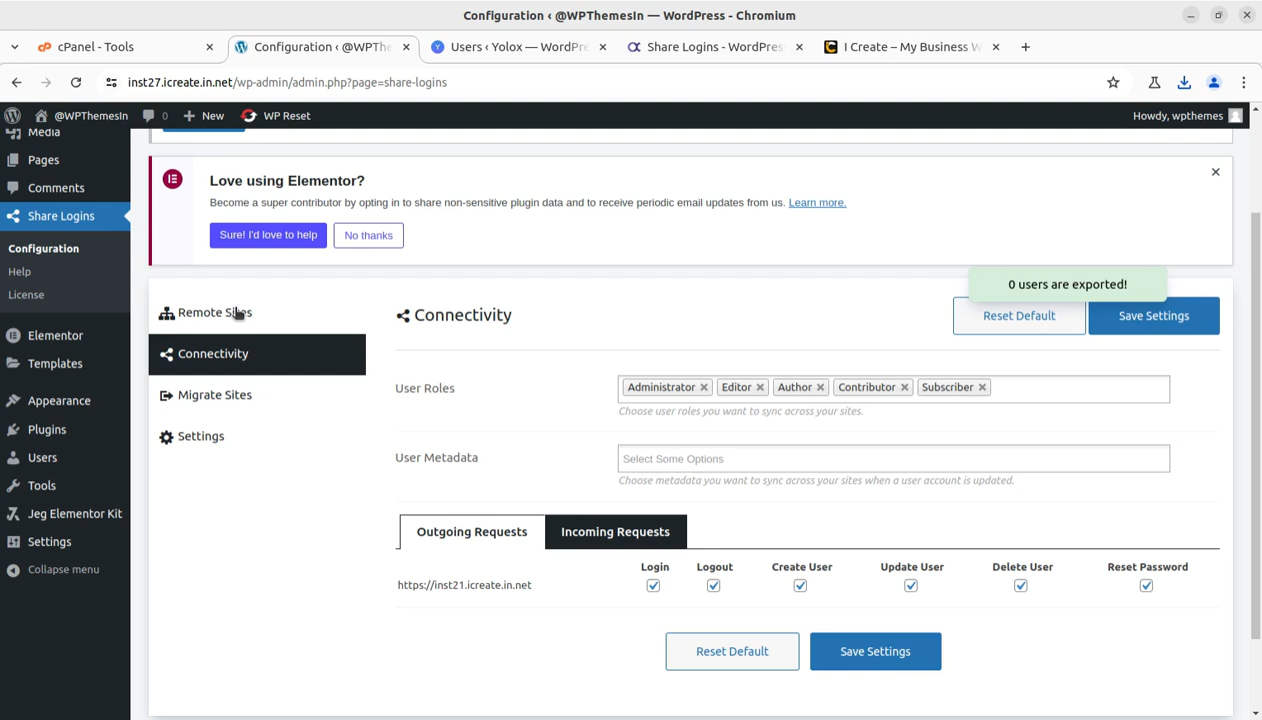 Configuration ‹ @WPThemesIn — WordPress - Chromium
cPanel - Tools
Configuration ‹ @WPThe
Users ‹ Yolox — WordPre
Share Logins - WordPres
I Create – My Business W
inst27.icreate.in.net/wp-admin/admin.php?page=share-logins
@WPThemesIn
0
New
WP Reset
Howdy, wpthemes
Media
Pages
Comments
Share Logins
Configuration
Help
License
Elementor
Templates
Appearance
Plugins
Users
Tools
Jeg Elementor Kit
Settings
Collapse menu
Love using Elementor?
Become a super contributor by opting in to share non-sensitive plugin data and to receive periodic email updates from us. Learn more.
Sure! I'd love to help
No thanks
0 users are exported!
Remote Sites
Connectivity
Migrate Sites
Settings
Connectivity
Reset Default
Save Settings
User Roles
Administrator
Editor
Author
Contributor
Subscriber
Choose user roles you want to sync across your sites.
User Metadata
Select Some Options
Choose metadata you want to sync across your sites when a user account is updated.
Outgoing Requests
Incoming Requests
Login Logout Create User Update User Delete User Reset Password
https://inst21.icreate.in.net
Reset Default
Save Settings